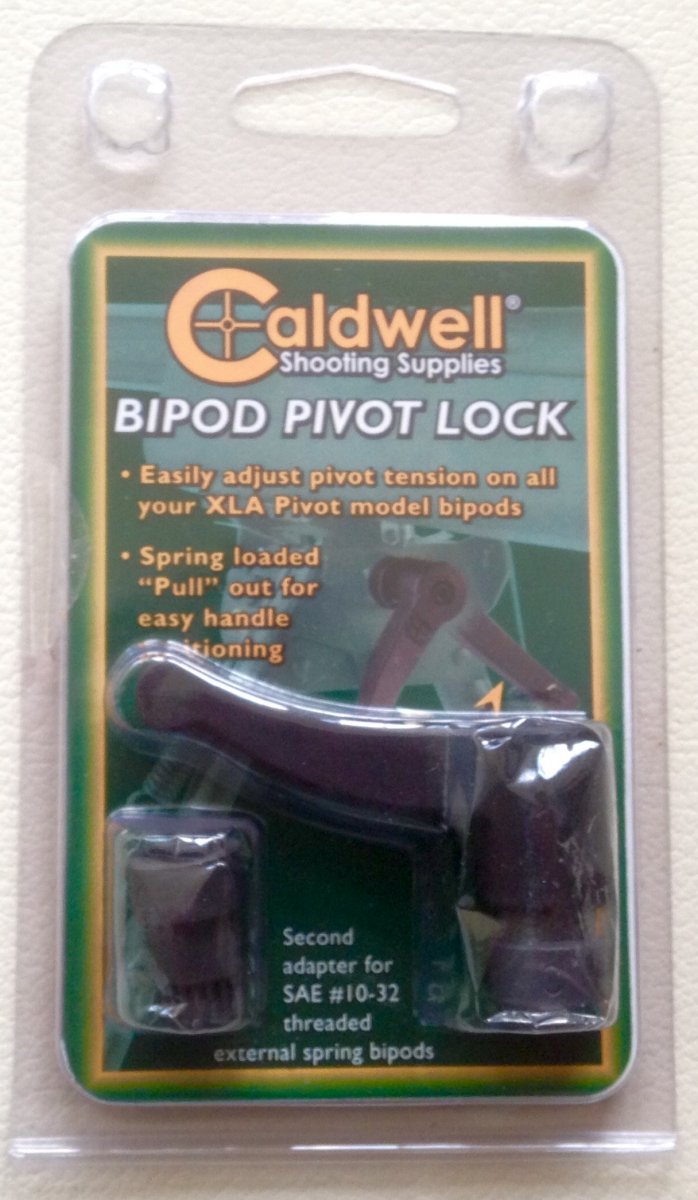 Caldwell®
Shooting Supplies
BIPOD PIVOT LOCK
• Easily adjust pivot tension on all
your XLA Pivot model bipods
• Spring loaded
“Pull” out for
easy handle
Second
adapter for
SAE #10-32
threaded
external spring bipods